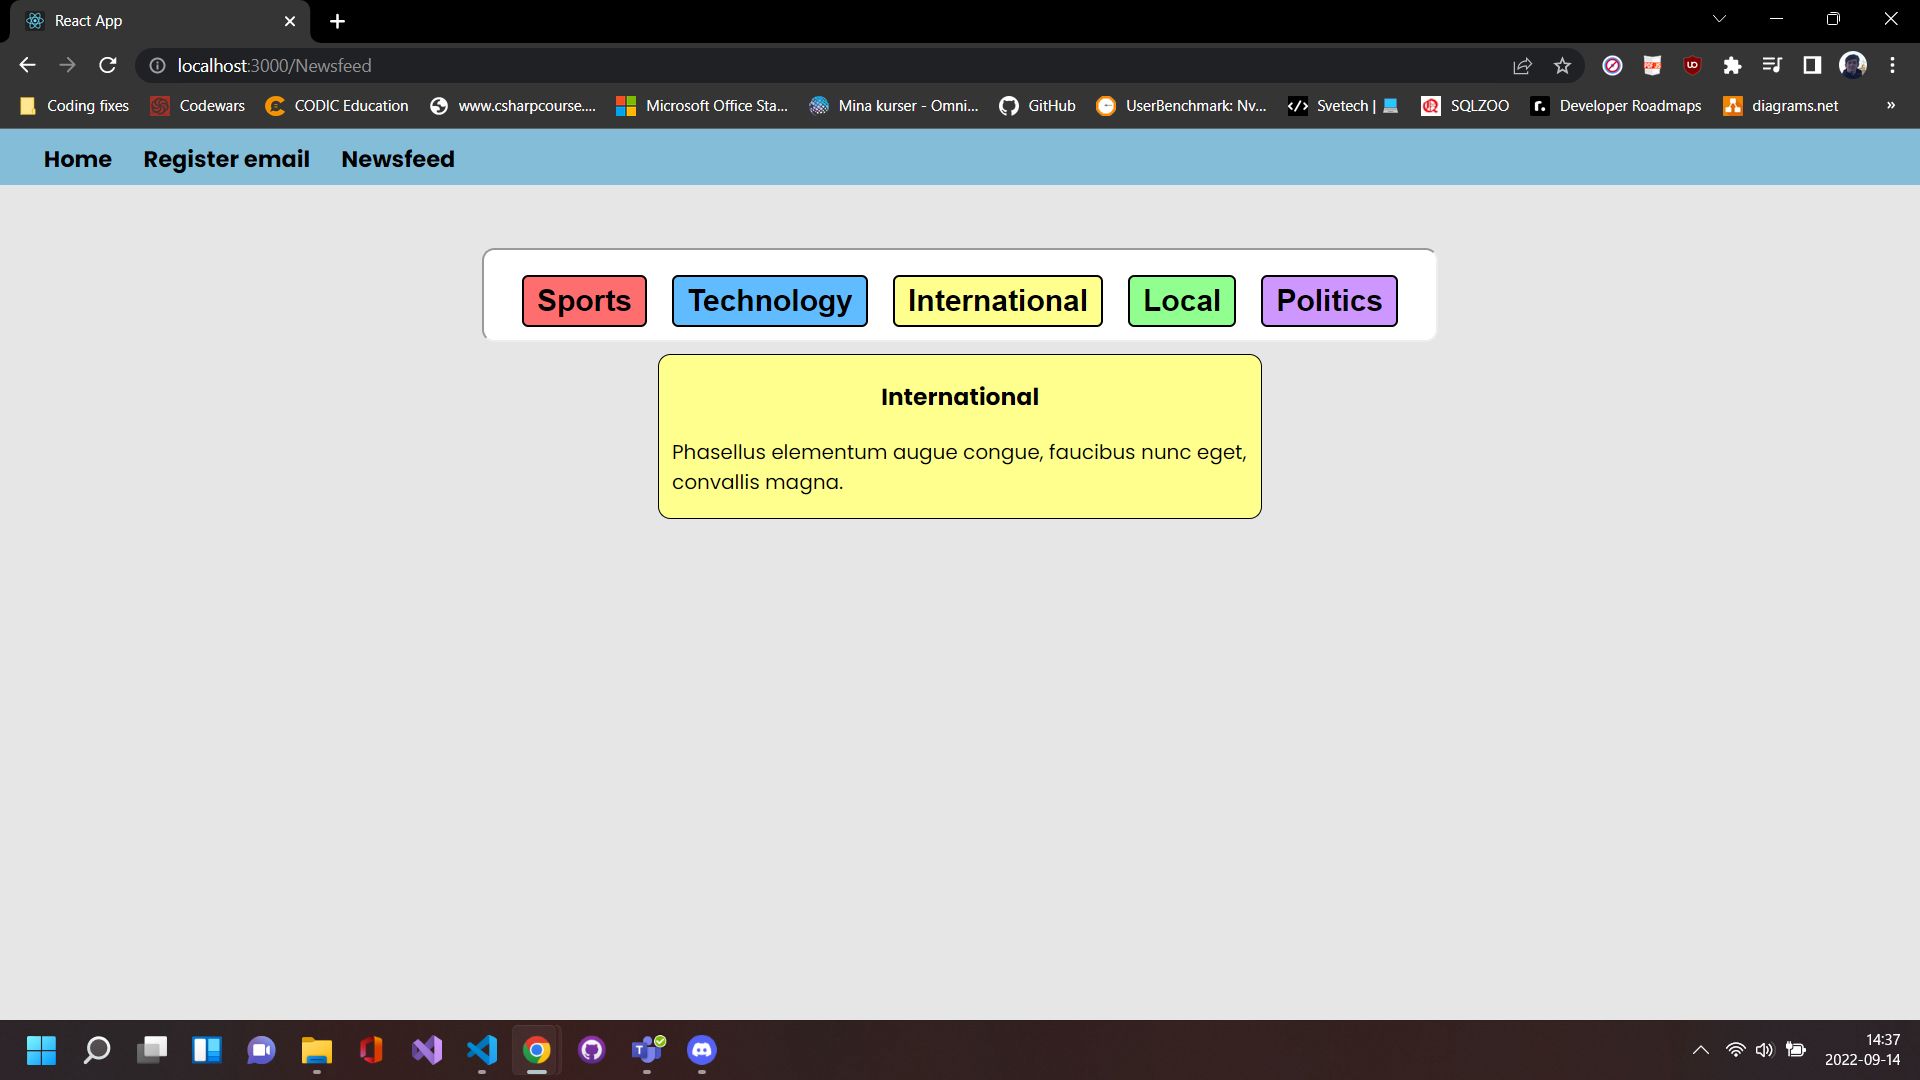 React App
localhost:3000/Newsfeed
Coding fixes Codewars CODIC Education www.csharpcourse.... Microsoft Office Sta... Mina kurser - Omni... GitHub UserBenchmark: Nv... Svetech | SQLZOO Developer Roadmaps diagrams.net »
Home Register email Newsfeed
Sports Technology International Local Politics
International
Phasellus elementum augue congue, faucibus nunc eget,
convallis magna.
14:37
2022-09-14